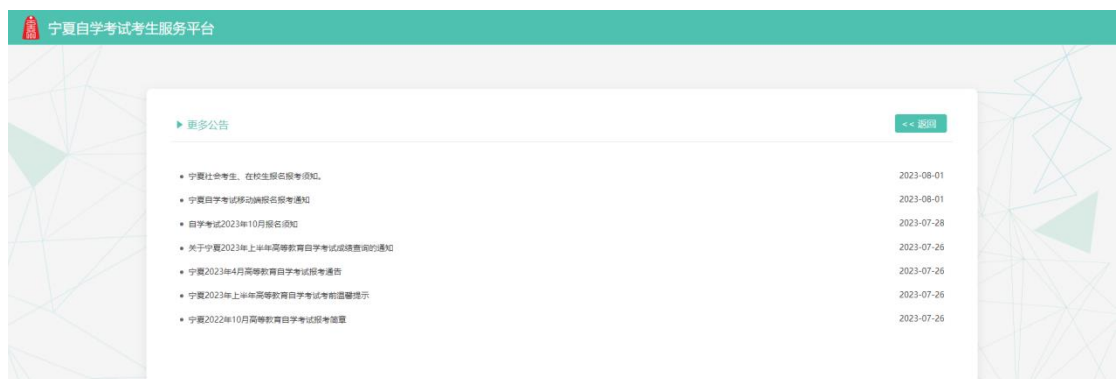 宁夏自学考试考生服务平台
更多公告
<< 返回
宁夏社会考生、在校生报名报考须知。 2023-08-01
宁夏自学考试移动端报名报考通知 2023-08-01
自学考试2023年10月报名须知 2023-07-28
关于宁夏2023年上半年高等教育自学考试成绩查询的通知 2023-07-26
宁夏2023年4月高等教育自学考试报考通告 2023-07-26
宁夏2023年上半年高等教育自学考试考前温馨提示 2023-07-26
宁夏2022年10月高等教育自学考试报考简章 2023-07-26